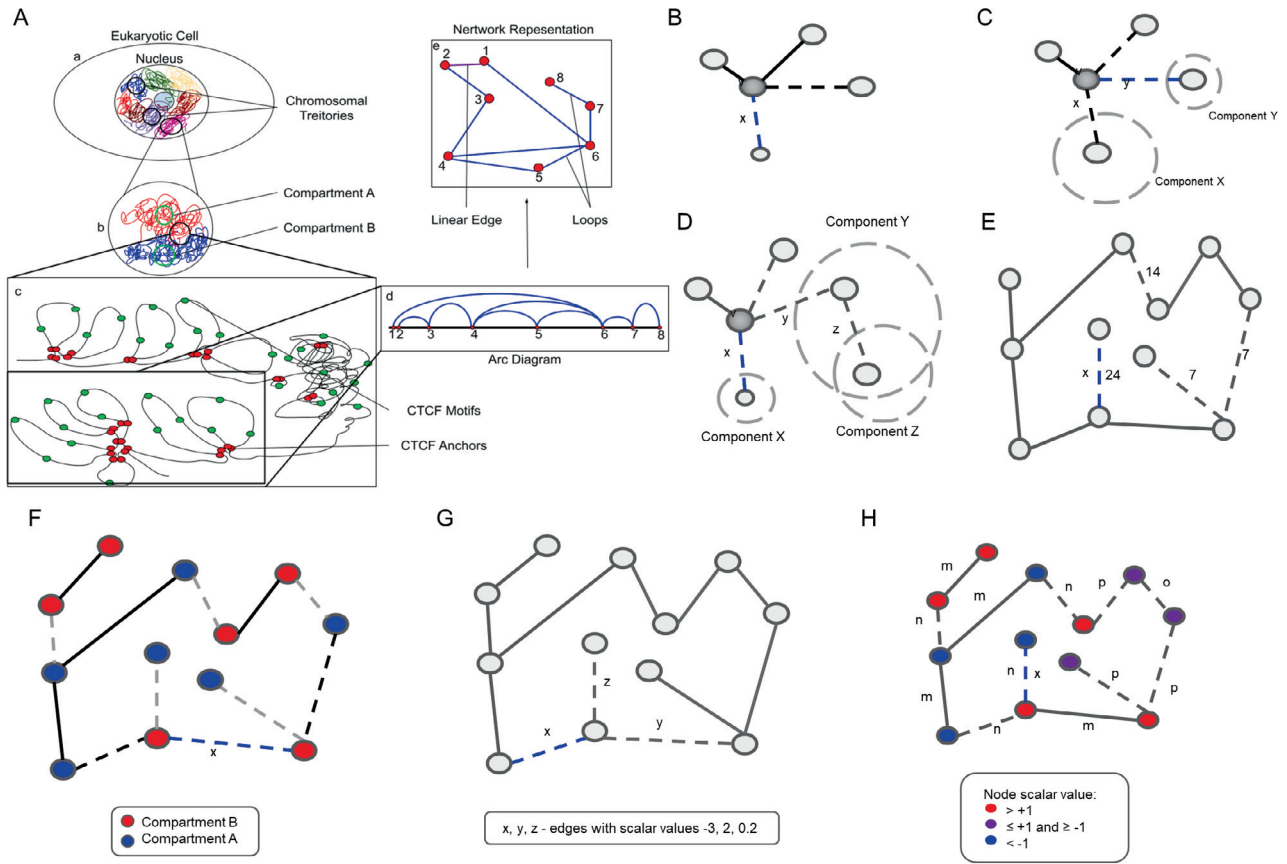 A
Eukaryotic Cell
a
Nucleus
Chromosomal
Treitories
Compartment A
b
Compartment B
c
CTCF Motifs
CTCF Anchors
Nertwork Repesentation
e
2
1
3
8
7
6
4
5
Linear Edge
Loops
d
1 2 3 4 5 6 7 8
Arc Diagram
B
x
C
y
x
Component Y
Component X
D
Component Y
y
z
x
Component X
Component Z
E
14
7
x
24
7
F
x
Compartment B
Compartment A
G
z
x
y
x, y, z - edges with scalar values -3, 2, 0.2
H
m
m
n
p
o
n
n
x
p
p
m
n
m
Node scalar value:
> +1
≤ +1 and ≥ -1
< -1